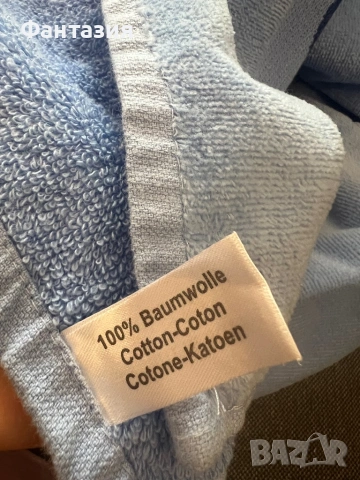 Фантазия
100% Baumwolle
Cotton-Coton
Cotone-Katoen
BAZAR